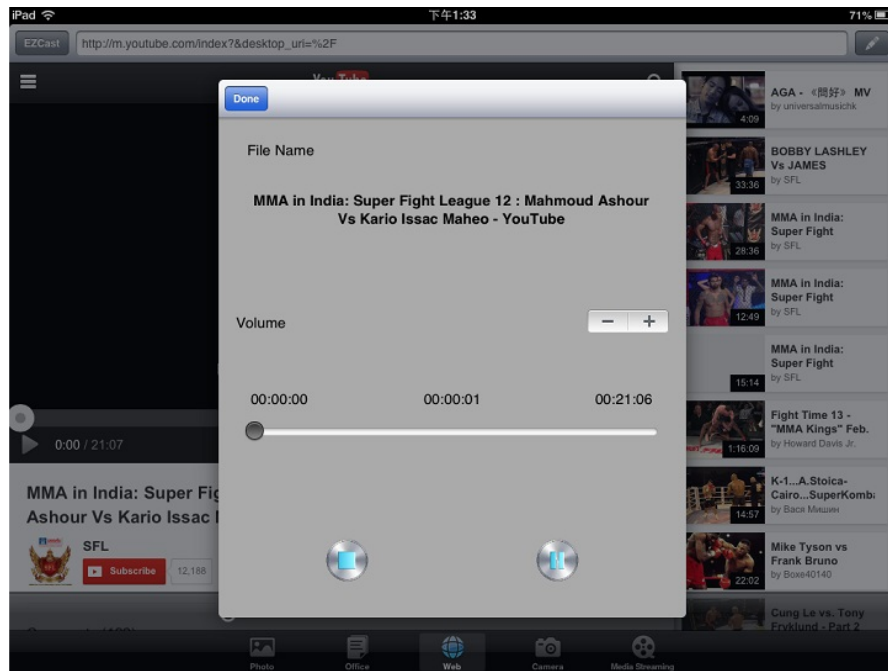 iPad
下午1:33
71%
EZCast
http://m.youtube.com/index?&desktop_url=%2F
You Tube
Done
File Name
MMA in India: Super Fight League 12 : Mahmoud Ashour
Vs Kario Issac Maheo - YouTube
Volume
− +
00:00:00 00:00:01 00:21:06
0:00 / 21:07
MMA in India: Super Fig
Ashour Vs Kario Issac
SFL
Subscribe 12,188
AGA - 《問好》 MV
by universalmusichk
4:09
BOBBY LASHLEY
Vs JAMES
by SFL
33:36
MMA in India:
Super Fight
by SFL
28:36
MMA in India:
Super Fight
by SFL
12:49
MMA in India:
Super Fight
by SFL
15:14
Fight Time 13 -
"MMA Kings" Feb.
by Howard Davis Jr.
1:16:09
K-1...A.Stoica-
Cairo...SuperKomba
by Вася Мишин
14:57
Mike Tyson vs
Frank Bruno
by Boxe40140
22:02
Cung Le vs. Tony
Fryklund - Part 2
Photo
Office
Web
Camera
Media Streaming